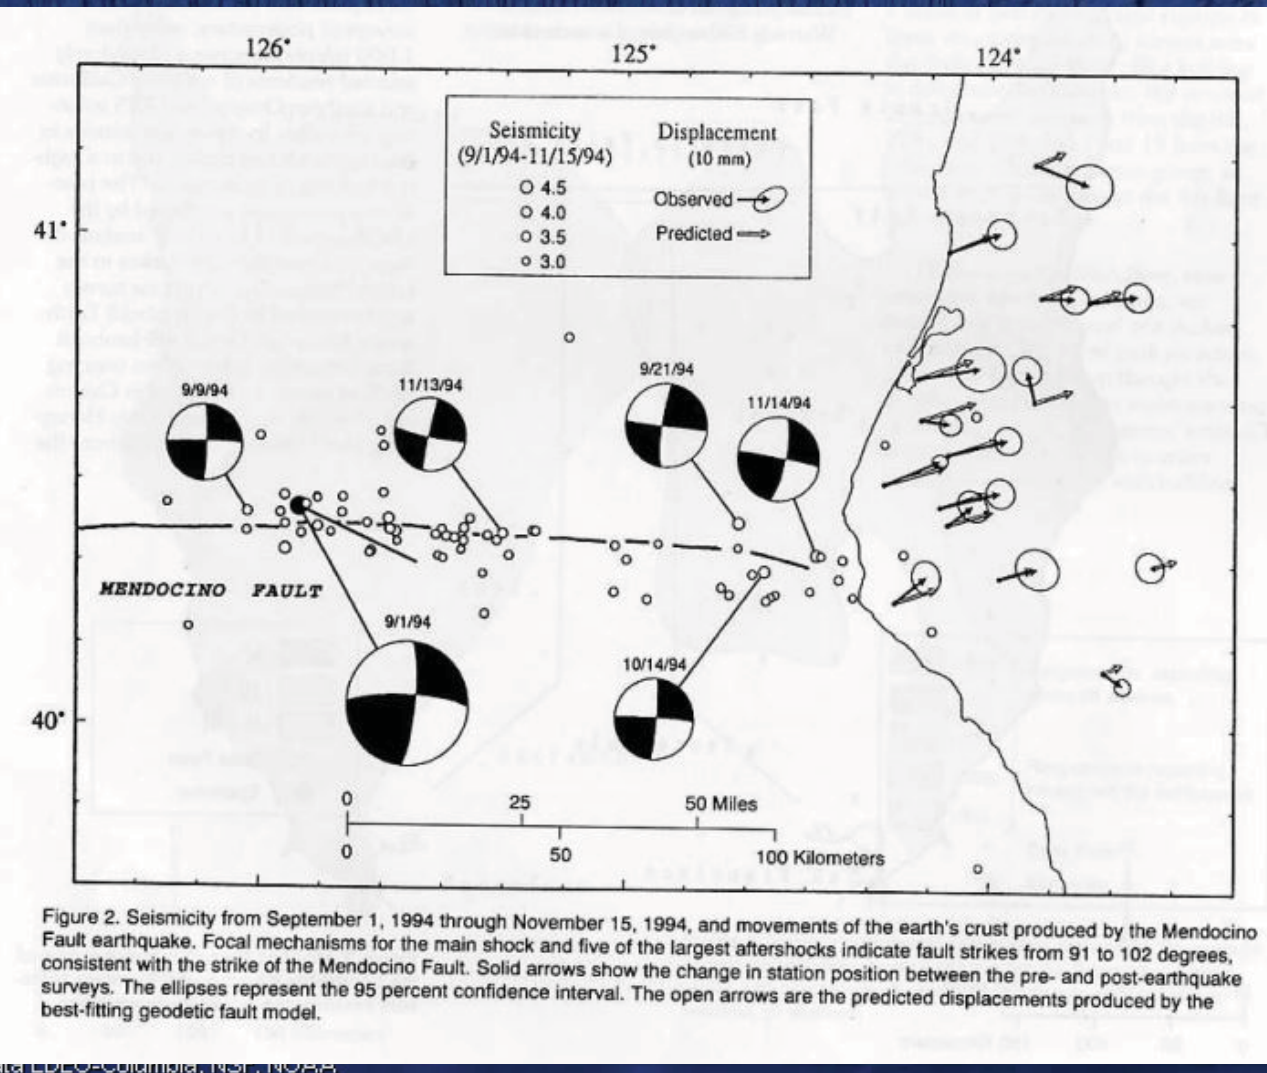 126° 125° 124°
Seismicity Displacement
(9/1/94-11/15/94) (10 mm)
4.5
4.0 Observed
3.5 Predicted
3.0
41°
9/9/94 11/13/94 9/21/94 11/14/94
MENDOCINO FAULT
9/1/94 10/14/94
40°
0 25 50 Miles
0 50 100 Kilometers
Figure 2. Seismicity from September 1, 1994 through November 15, 1994, and movements of the earth's crust produced by the Mendocino
Fault earthquake. Focal mechanisms for the main shock and five of the largest aftershocks indicate fault strikes from 91 to 102 degrees,
consistent with the strike of the Mendocino Fault. Solid arrows show the change in station position between the pre- and post-earthquake
surveys. The ellipses represent the 95 percent confidence interval. The open arrows are the predicted displacements produced by the
best-fitting geodetic fault model.
LDEO-Columbia, NSF, NOAA